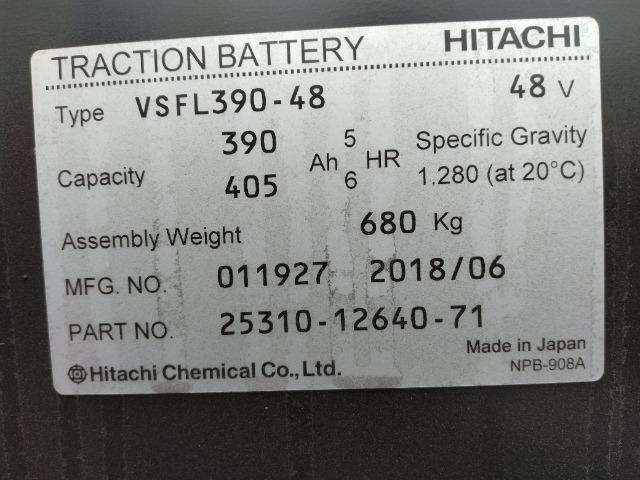 TRACTION BATTERY HITACHI
Type VSFL390-48 48 V
Capacity 390 Ah 5 HR Specific Gravity
405 6 1.280 (at 20°C)
Assembly Weight 680 Kg
MFG. NO. 011927 2018/06
PART NO. 25310-12640-71
Made in Japan
Hitachi Chemical Co., Ltd. NPB-908A